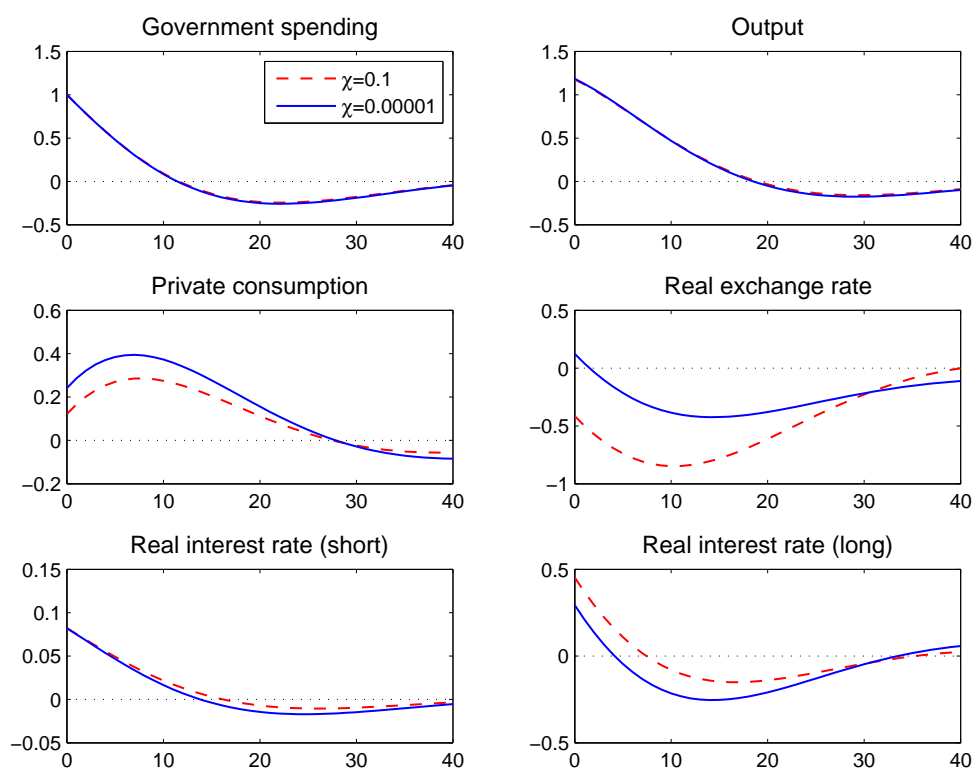 Government spending
1.5
1
0.5
0
−0.5
0 10 20 30 40
χ=0.1
χ=0.00001
Output
1.5
1
0.5
0
−0.5
0 10 20 30 40
Private consumption
0.6
0.4
0.2
0
−0.2
0 10 20 30 40
Real exchange rate
0.5
0
−0.5
−1
0 10 20 30 40
Real interest rate (short)
0.15
0.1
0.05
0
−0.05
0 10 20 30 40
Real interest rate (long)
0.5
0
−0.5
0 10 20 30 40